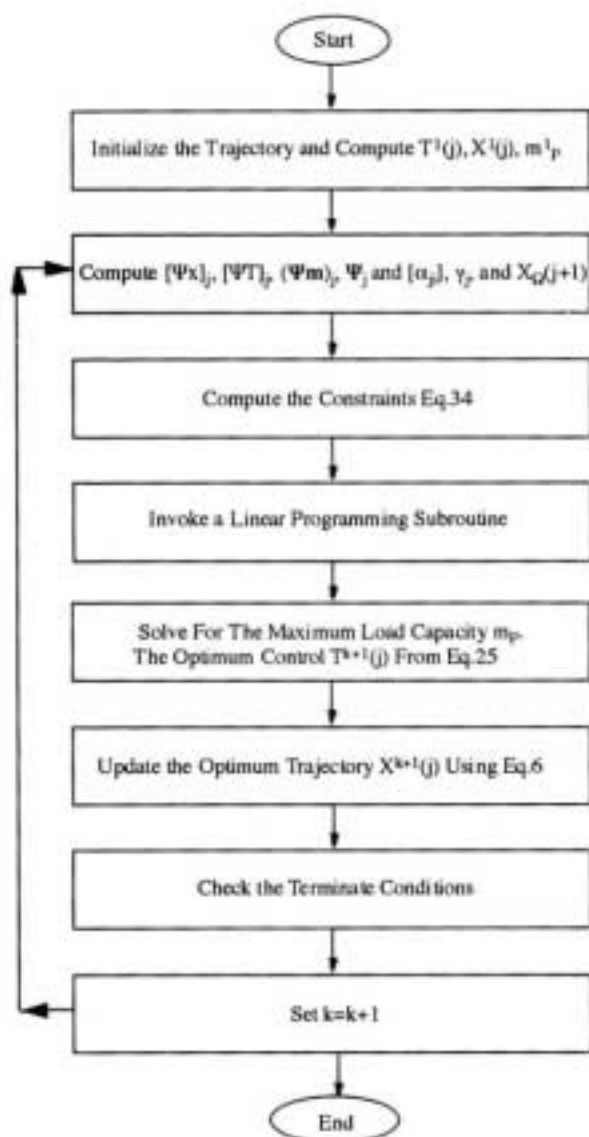 Start
Initialize the Trajectory and Compute T¹(j), X¹(j), m¹ₚ
Compute [Ψx]ⱼ, [ΨT]ⱼ, (Ψm)ⱼ, Ψⱼ and [αⱼ], γⱼ, and X_Ω(j+1)
Compute the Constraints Eq.34
Invoke a Linear Programming Subroutine
Solve For The Maximum Load Capacity mₚ.
The Optimum Control Tᵏ⁺¹(j) From Eq.25
Update the Optimum Trajectory Xᵏ⁺¹(j) Using Eq.6
Check the Terminate Conditions
Set k=k+1
End